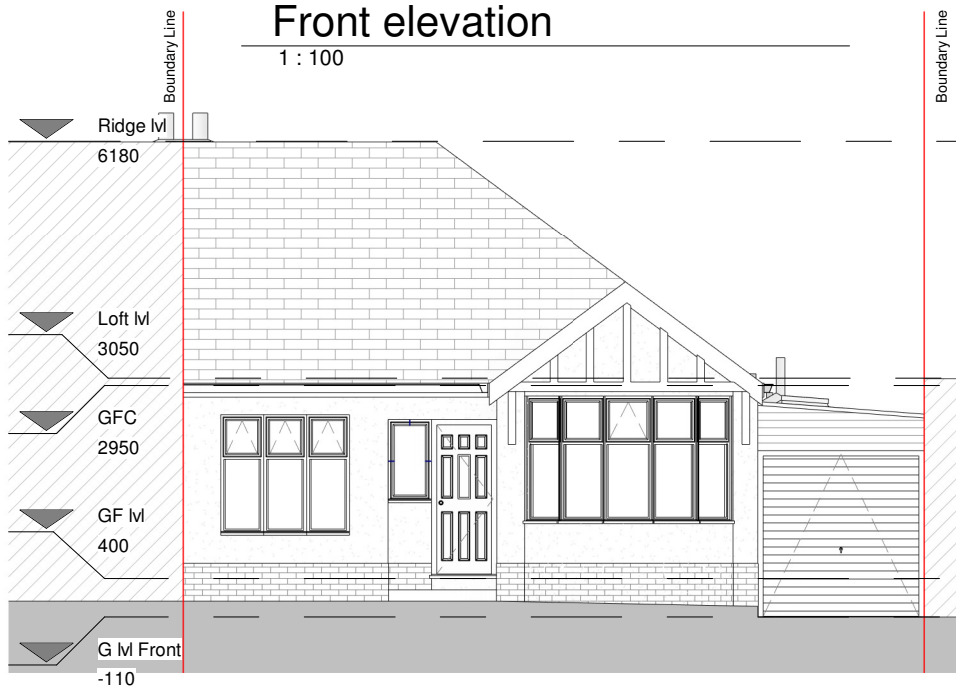 Front elevation
1 : 100
Boundary Line
Boundary Line
Ridge lvl
6180
Loft lvl
3050
GFC
2950
GF lvl
400
G lvl Front
-110